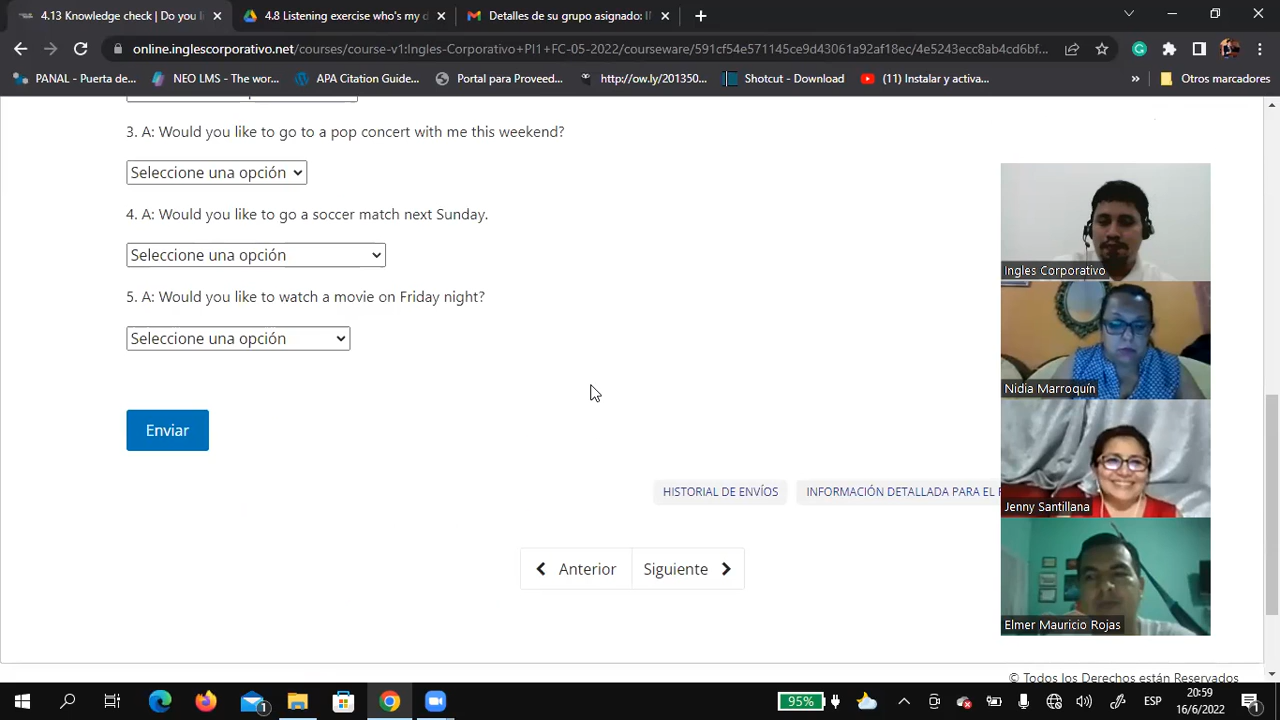 4.13 Knowledge check | Do you l
4.8 Listening exercise who's my d
Detalles de su grupo asignado: I
online.inglescorporativo.net/courses/course-v1:Ingles-Corporativo+PI1+FC-05-2022/courseware/591cf54e571145ce9d43061a92af18ec/4e5243ecc8ab4cd6bf...
PANAL - Puerta de...
NEO LMS - The wor...
APA Citation Guide...
Portal para Proveed...
http://ow.ly/201350...
Shotcut - Download
(11) Instalar y activa...
»
Otros marcadores
3. A: Would you like to go to a pop concert with me this weekend?
Seleccione una opción
4. A: Would you like to go a soccer match next Sunday.
Seleccione una opción
5. A: Would you like to watch a movie on Friday night?
Seleccione una opción
Enviar
HISTORIAL DE ENVÍOS
INFORMACIÓN DETALLADA PARA EL
Anterior
Siguiente
Ingles Corporativo
Nidia Marroquín
Jenny Santillana
Elmer Mauricio Rojas
© Todos los Derechos están Reservados
1
95%
ESP
20:59
16/6/2022
1